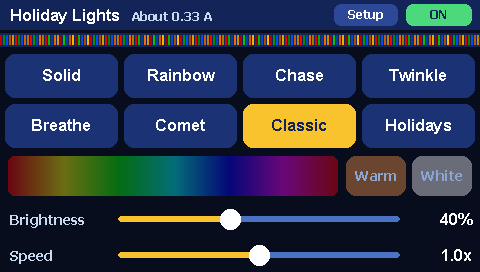 Holiday Lights About 0.33 A Setup ON
Solid Rainbow Chase Twinkle
Breathe Comet Classic Holidays
Warm White
Brightness 40%
Speed 1.0x